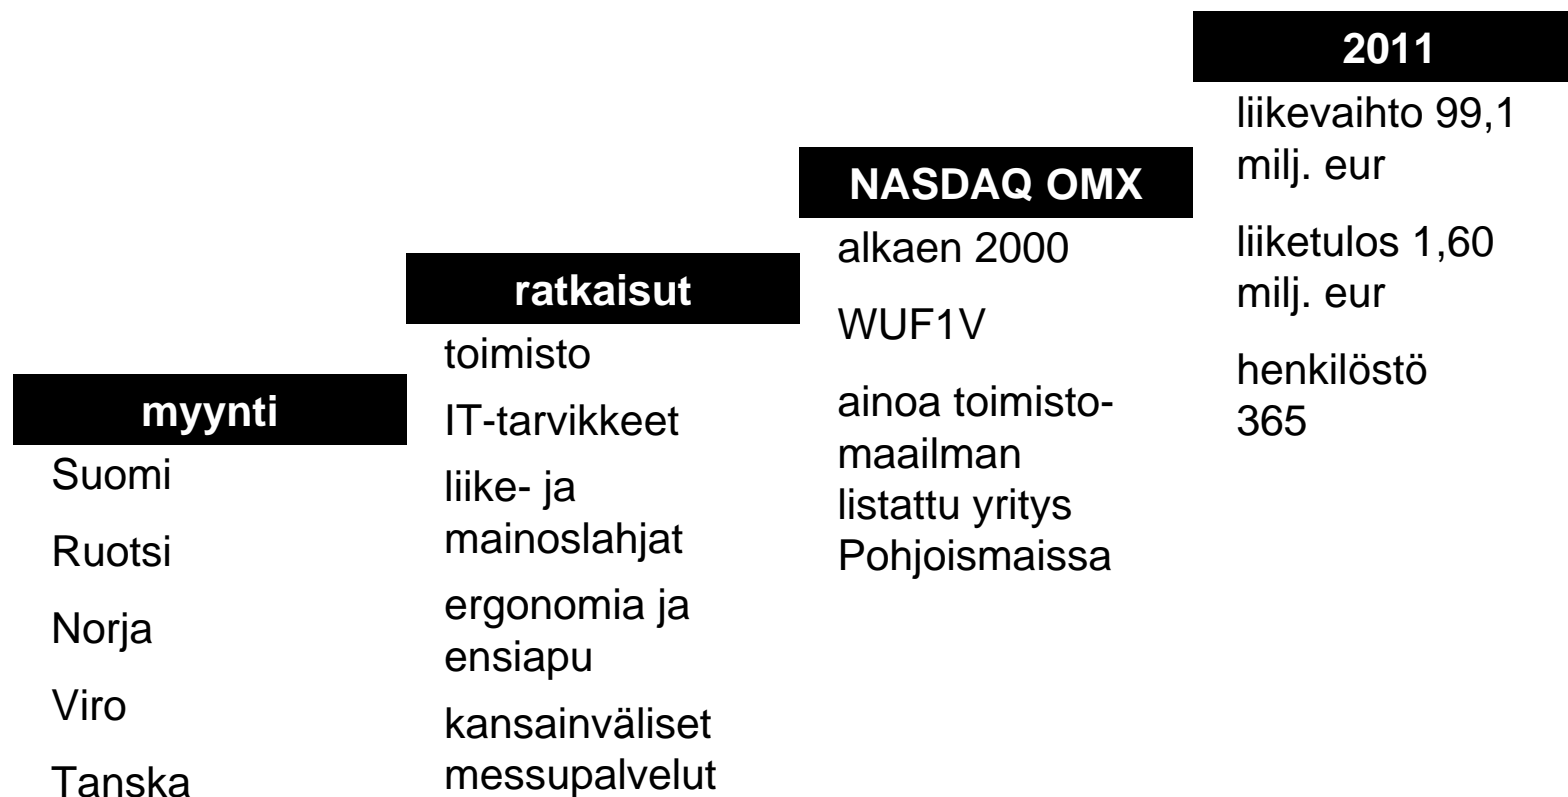 myynti
Suomi
Ruotsi
Norja
Viro
Tanska
ratkaisut
toimisto
IT-tarvikkeet
liike- ja
mainoslahjat
ergonomia ja
ensiapu
kansainväliset
messupalvelut
NASDAQ OMX
alkaen 2000
WUF1V
ainoa toimisto-
maailman
listattu yritys
Pohjoismaissa
2011
liikevaihto 99,1
milj. eur
liiketulos 1,60
milj. eur
henkilöstö
365